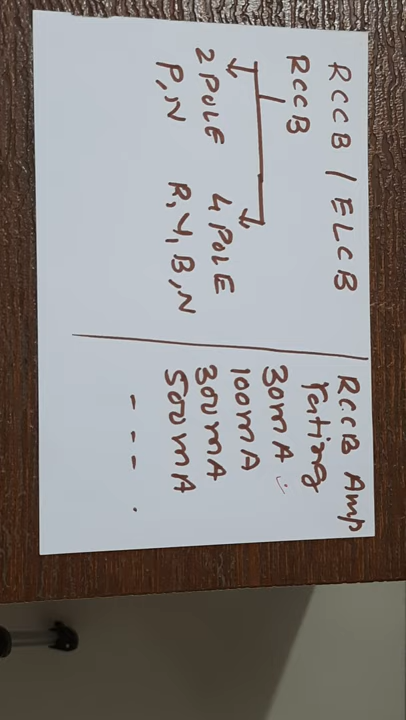 RCCB / ELCB
RCCB
2 POLE 4 POLE
P, N R, Y, B, N
RCCB Amp
rating
30mA
100mA
300mA
500mA
- - - .